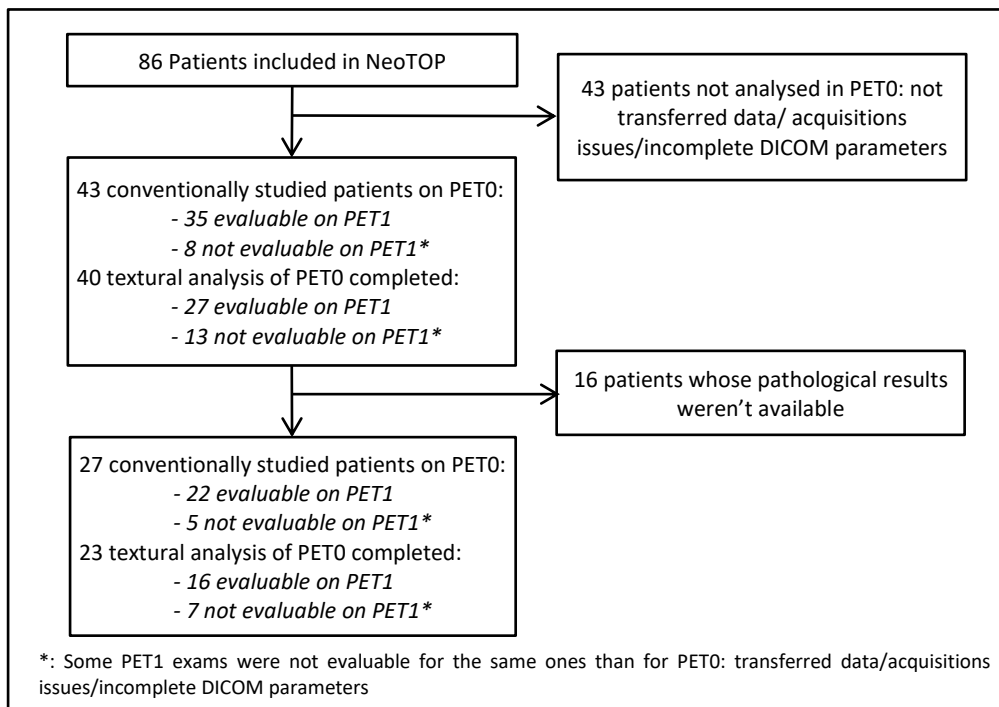 86 Patients included in NeoTOP
43 patients not analysed in PET0: not
transferred data/ acquisitions
issues/incomplete DICOM parameters
43 conventionally studied patients on PET0:
- 35 evaluable on PET1
- 8 not evaluable on PET1*
40 textural analysis of PET0 completed:
- 27 evaluable on PET1
- 13 not evaluable on PET1*
16 patients whose pathological results
weren’t available
27 conventionally studied patients on PET0:
- 22 evaluable on PET1
- 5 not evaluable on PET1*
23 textural analysis of PET0 completed:
- 16 evaluable on PET1
- 7 not evaluable on PET1*
*: Some PET1 exams were not evaluable for the same ones than for PET0: transferred data/acquisitions
issues/incomplete DICOM parameters